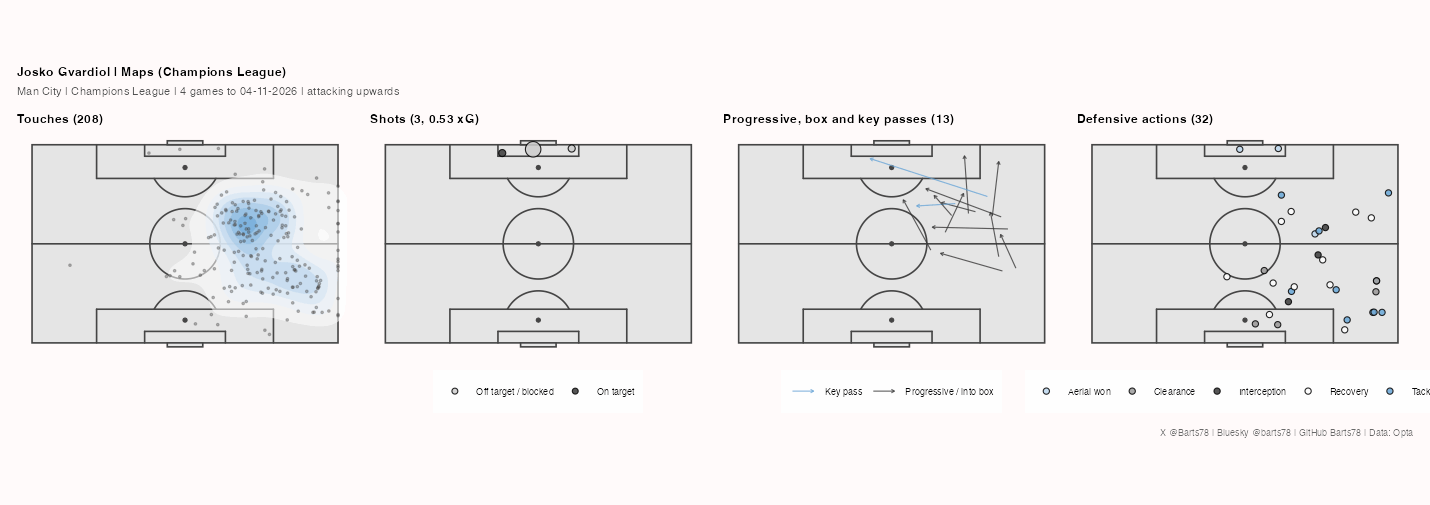 Josko Gvardiol | Maps (Champions League)
Man City | Champions League | 4 games to 04-11-2026 | attacking upwards
Touches (208)
Shots (3, 0.53 xG)
Progressive, box and key passes (13)
Defensive actions (32)
Off target / blocked
On target
Key pass
Progressive / into box
Aerial won
Clearance
Interception
Recovery
Tack
X @Barts78 | Bluesky @barts78 | GitHub Barts78 | Data: Opta